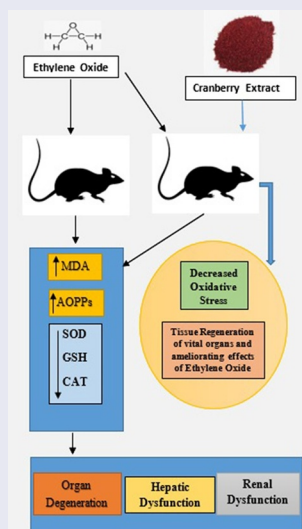 O
H C C H
H H
Ethylene Oxide
Cranberry Extract
MDA
AOPPs
SOD
GSH
CAT
Decreased
Oxidative
Stress
Tissue Regeneration
of vital organs and
ameliorating effects
of Ethylene Oxide
Organ
Degeneration
Hepatic
Dysfunction
Renal
Dysfunction